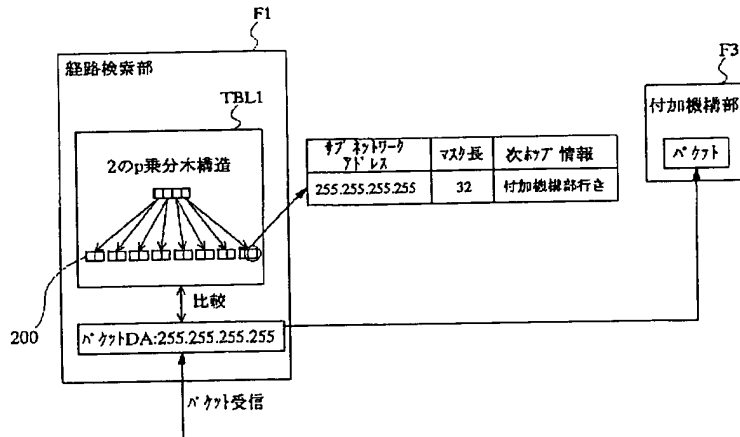 F1
経路検索部
TBL1
2のp乗分木構造
200
比較
パケットDA:255.255.255.255
パケット受信
サブネットワーク アドレス
マスク長
次ホップ 情報
255.255.255.255
32
付加機構部行き
F3
付加機構部
パケット